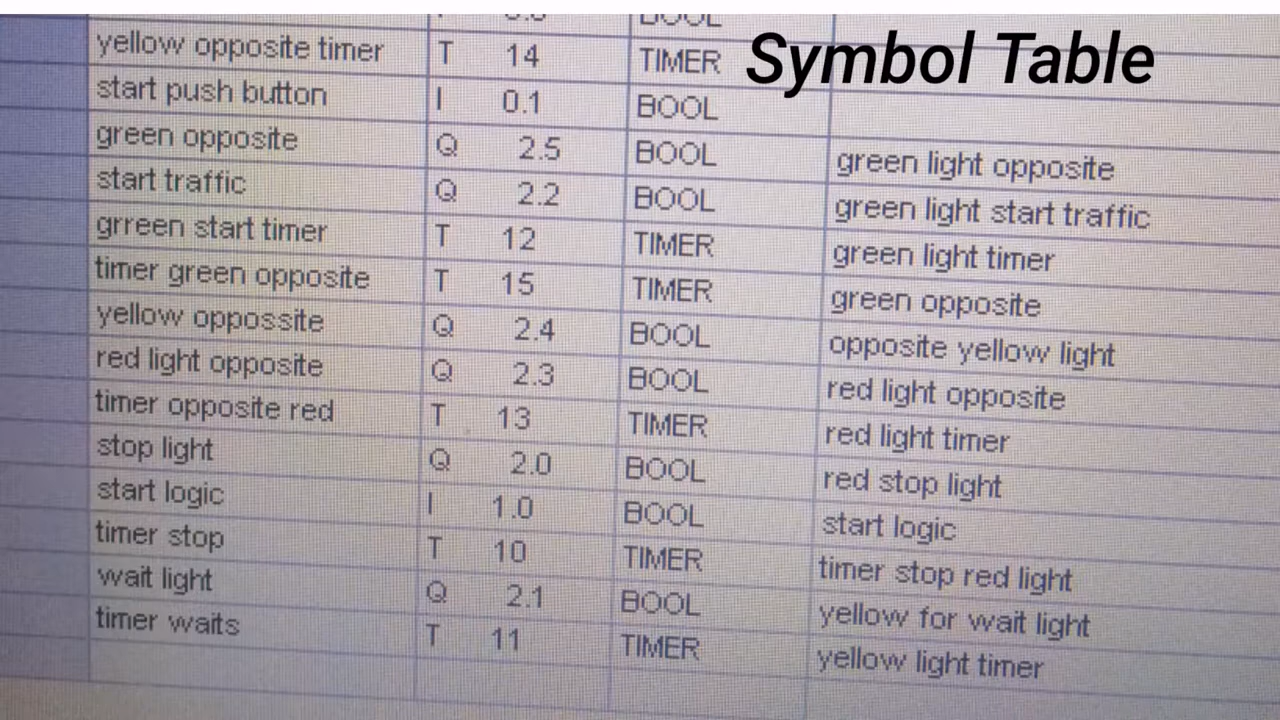 Symbol Table
yellow opposite timer T 14 TIMER
start push button I 0.1 BOOL
green opposite Q 2.5 BOOL green light opposite
start traffic Q 2.2 BOOL green light start traffic
grreen start timer T 12 TIMER green light timer
timer green opposite T 15 TIMER green opposite
yellow oppossite Q 2.4 BOOL opposite yellow light
red light opposite Q 2.3 BOOL red light opposite
timer opposite red T 13 TIMER red light timer
stop light Q 2.0 BOOL red stop light
start logic I 1.0 BOOL start logic
timer stop T 10 TIMER timer stop red light
wait light Q 2.1 BOOL yellow for wait light
timer waits T 11 TIMER yellow light timer